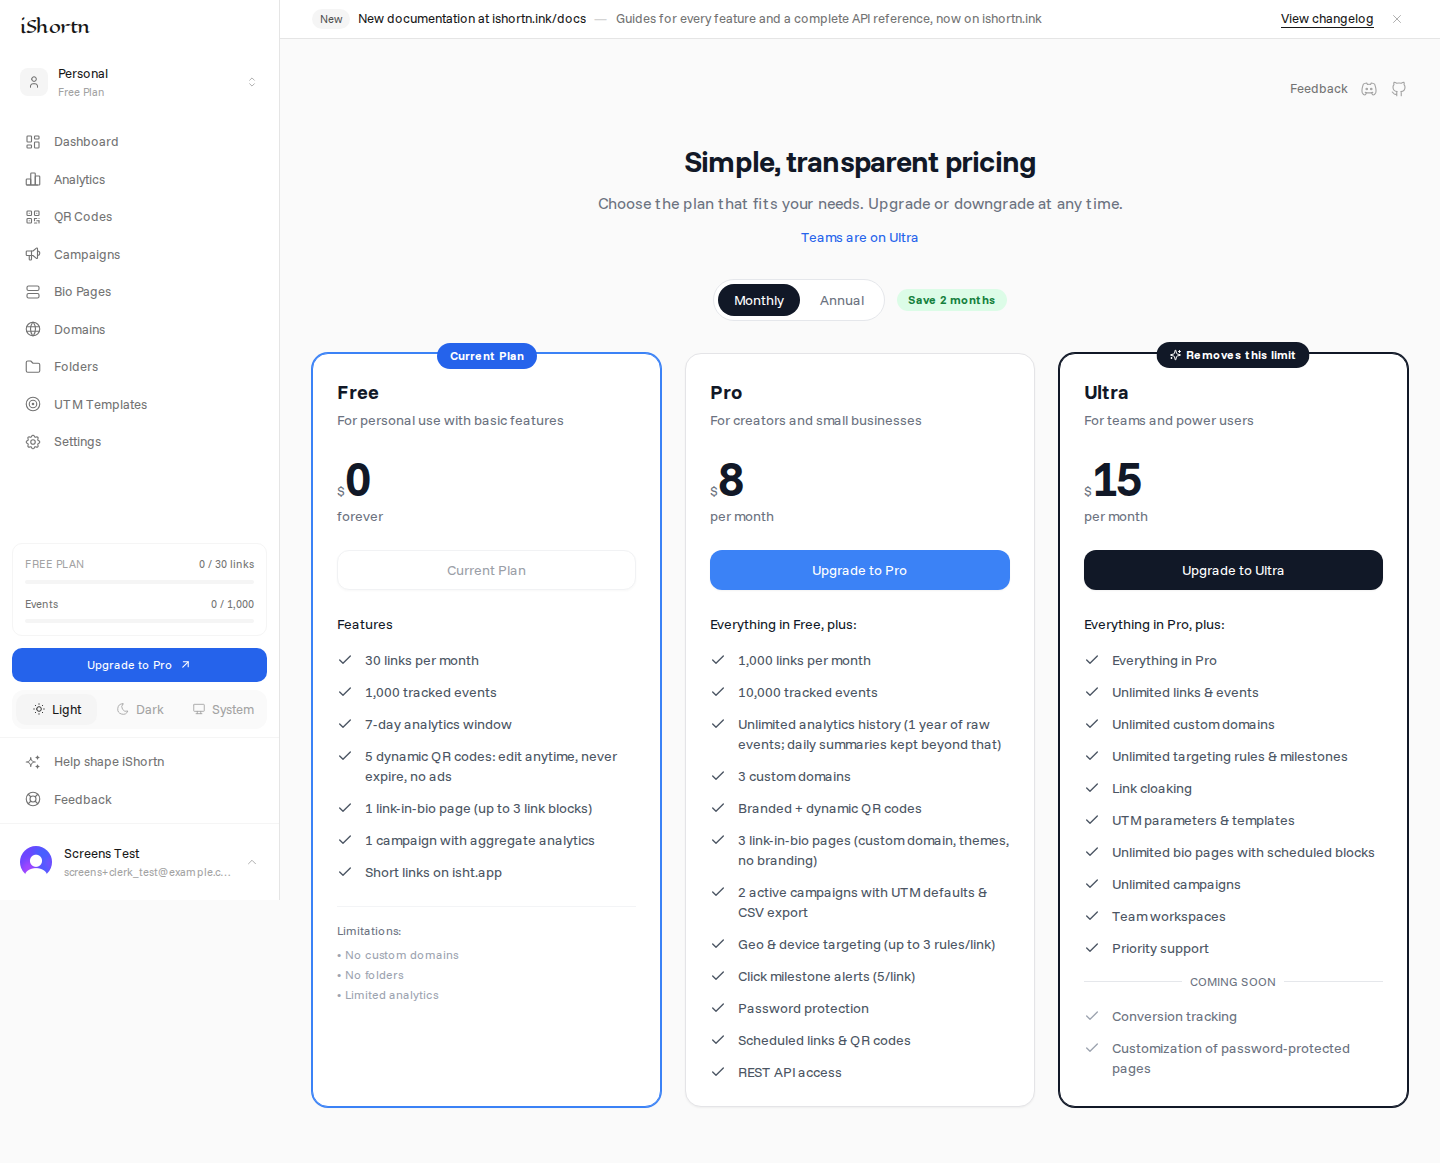 iShortn
Personal
Free Plan
Dashboard
Analytics
QR Codes
Campaigns
Bio Pages
Domains
Folders
UTM Templates
Settings
FREE PLAN 0 / 30 links
Events 0 / 1,000
Upgrade to Pro
Light Dark System
Help shape iShortn
Feedback
Screens Test
screens+clerk_test@example.c...
New New documentation at ishortn.ink/docs — Guides for every feature and a complete API reference, now on ishortn.ink View changelog
Feedback
Simple, transparent pricing
Choose the plan that fits your needs. Upgrade or downgrade at any time.
Teams are on Ultra
Monthly Annual Save 2 months
Current Plan
Free
For personal use with basic features
$0
forever
Current Plan
Features
30 links per month
1,000 tracked events
7-day analytics window
5 dynamic QR codes: edit anytime, never
expire, no ads
1 link-in-bio page (up to 3 link blocks)
1 campaign with aggregate analytics
Short links on isht.app
Limitations:
• No custom domains
• No folders
• Limited analytics
Pro
For creators and small businesses
$8
per month
Upgrade to Pro
Everything in Free, plus:
1,000 links per month
10,000 tracked events
Unlimited analytics history (1 year of raw
events; daily summaries kept beyond that)
3 custom domains
Branded + dynamic QR codes
3 link-in-bio pages (custom domain, themes,
no branding)
2 active campaigns with UTM defaults &
CSV export
Geo & device targeting (up to 3 rules/link)
Click milestone alerts (5/link)
Password protection
Scheduled links & QR codes
REST API access
Removes this limit
Ultra
For teams and power users
$15
per month
Upgrade to Ultra
Everything in Pro, plus:
Everything in Pro
Unlimited links & events
Unlimited custom domains
Unlimited targeting rules & milestones
Link cloaking
UTM parameters & templates
Unlimited bio pages with scheduled blocks
Unlimited campaigns
Team workspaces
Priority support
COMING SOON
Conversion tracking
Customization of password-protected
pages